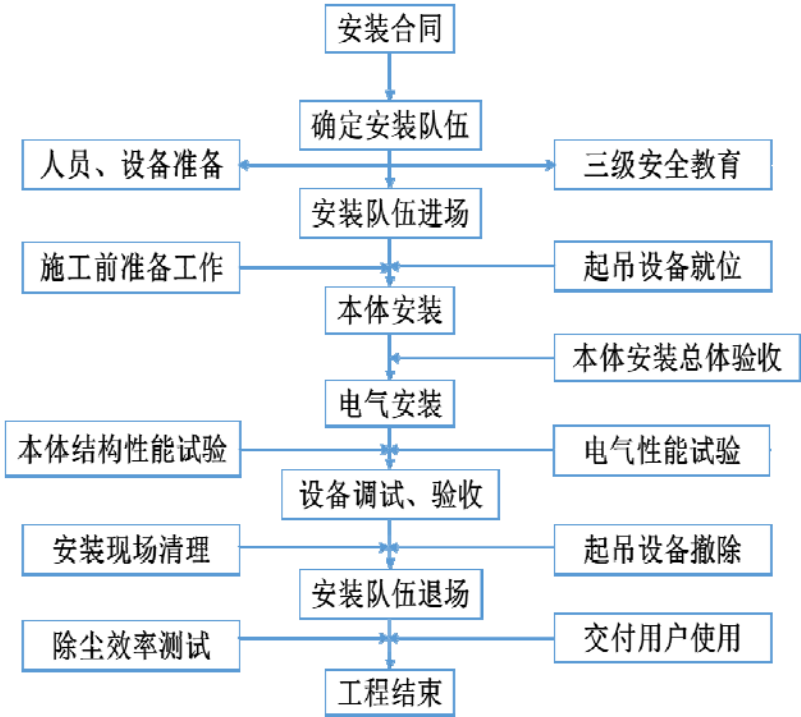 安装合同
确定安装队伍
人员、设备准备
三级安全教育
安装队伍进场
施工前准备工作
起吊设备就位
本体安装
本体安装总体验收
电气安装
本体结构性能试验
电气性能试验
设备调试、验收
安装现场清理
起吊设备撤除
安装队伍退场
除尘效率测试
交付用户使用
工程结束